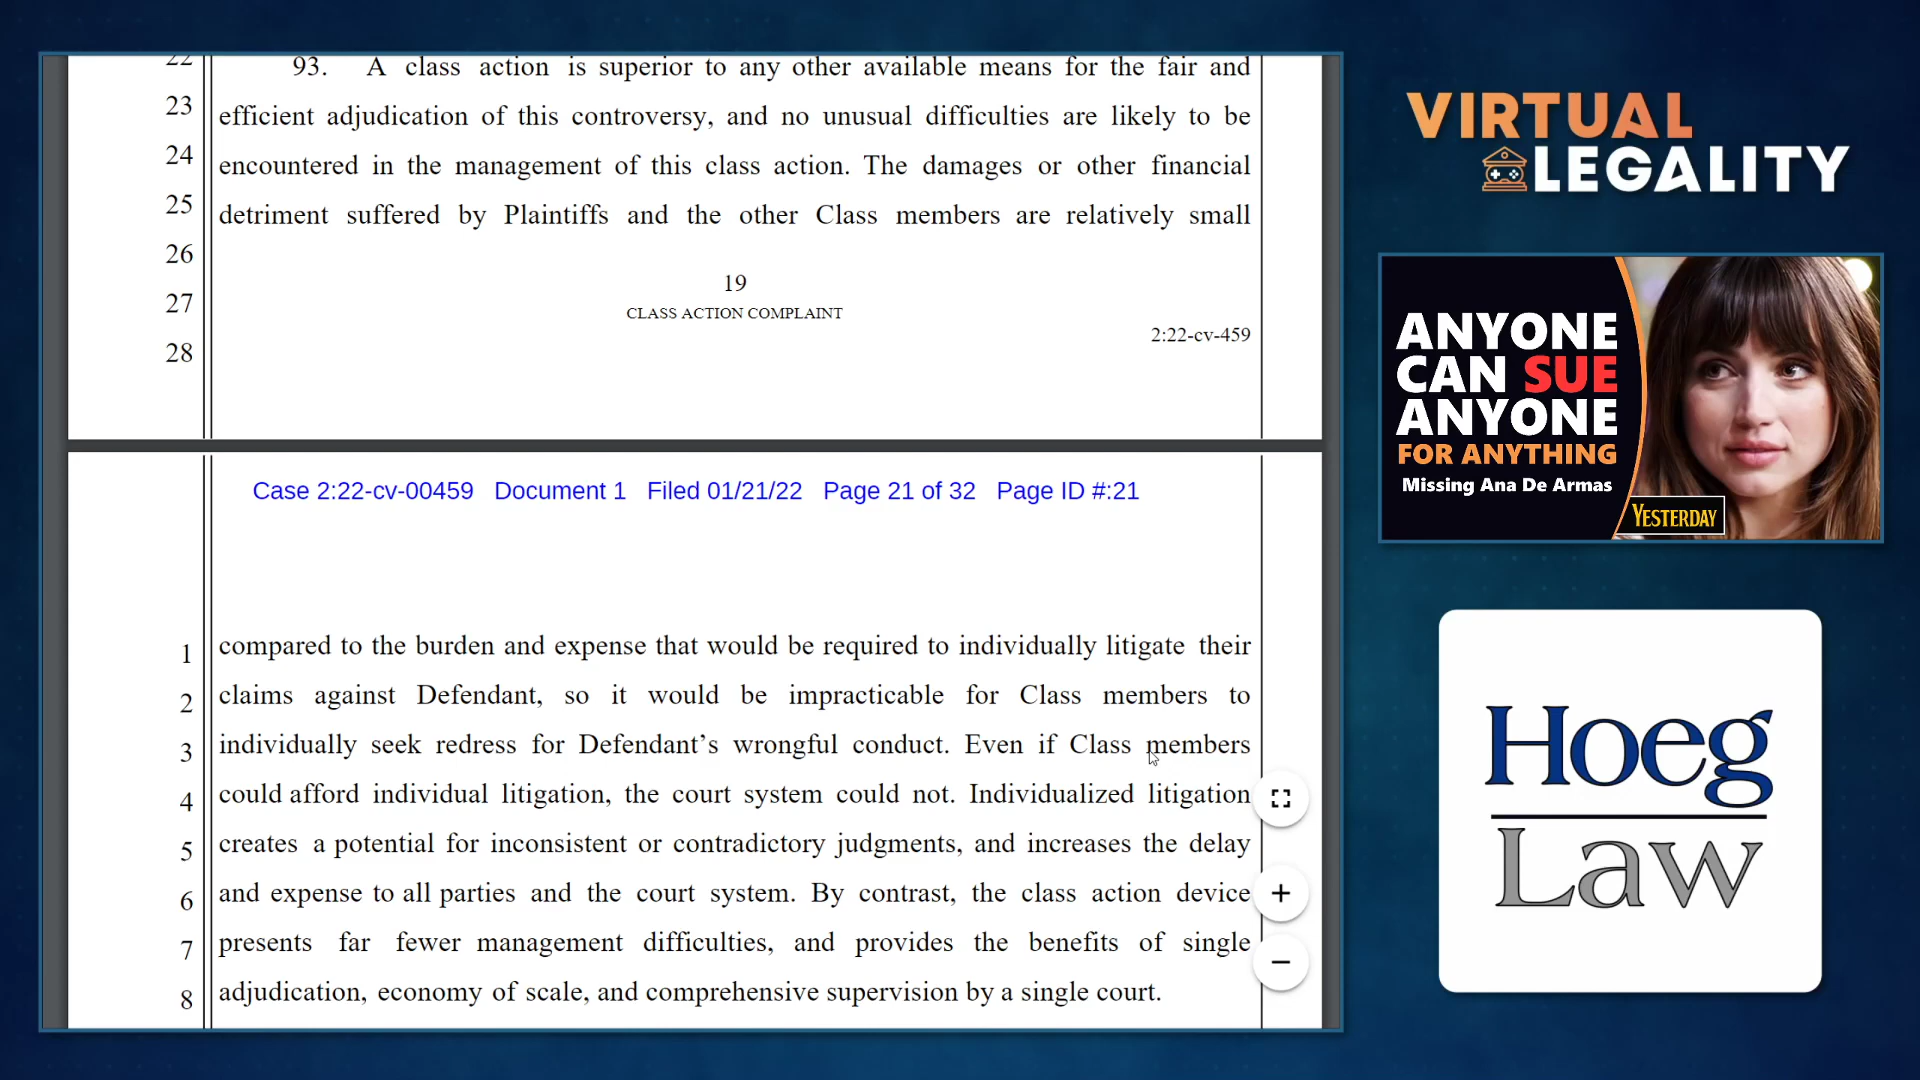 22
93. A class action is superior to any other available means for the fair and
23
efficient adjudication of this controversy, and no unusual difficulties are likely to be
24
encountered in the management of this class action. The damages or other financial
25
detriment suffered by Plaintiffs and the other Class members are relatively small
26
27
28
19
CLASS ACTION COMPLAINT
2:22-cv-459
Case 2:22-cv-00459 Document 1 Filed 01/21/22 Page 21 of 32 Page ID #:21
1
compared to the burden and expense that would be required to individually litigate their
2
claims against Defendant, so it would be impracticable for Class members to
3
individually seek redress for Defendant’s wrongful conduct. Even if Class members
4
could afford individual litigation, the court system could not. Individualized litigation
5
creates a potential for inconsistent or contradictory judgments, and increases the delay
6
and expense to all parties and the court system. By contrast, the class action device
7
presents far fewer management difficulties, and provides the benefits of single
8
adjudication, economy of scale, and comprehensive supervision by a single court.
VIRTUAL
LEGALITY
ANYONE
CAN SUE
ANYONE
FOR ANYTHING
Missing Ana De Armas
YESTERDAY
Hoeg
Law